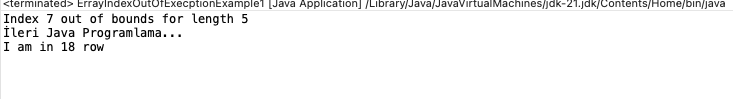 <terminated> ArrayIndexOutOfExecptionExample1 [Java Application] /Library/Java/JavaVirtualMachines/jdk-21.jdk/Contents/Home/bin/java
Index 7 out of bounds for length 5
İleri Java Programlama...
I am in 18 row